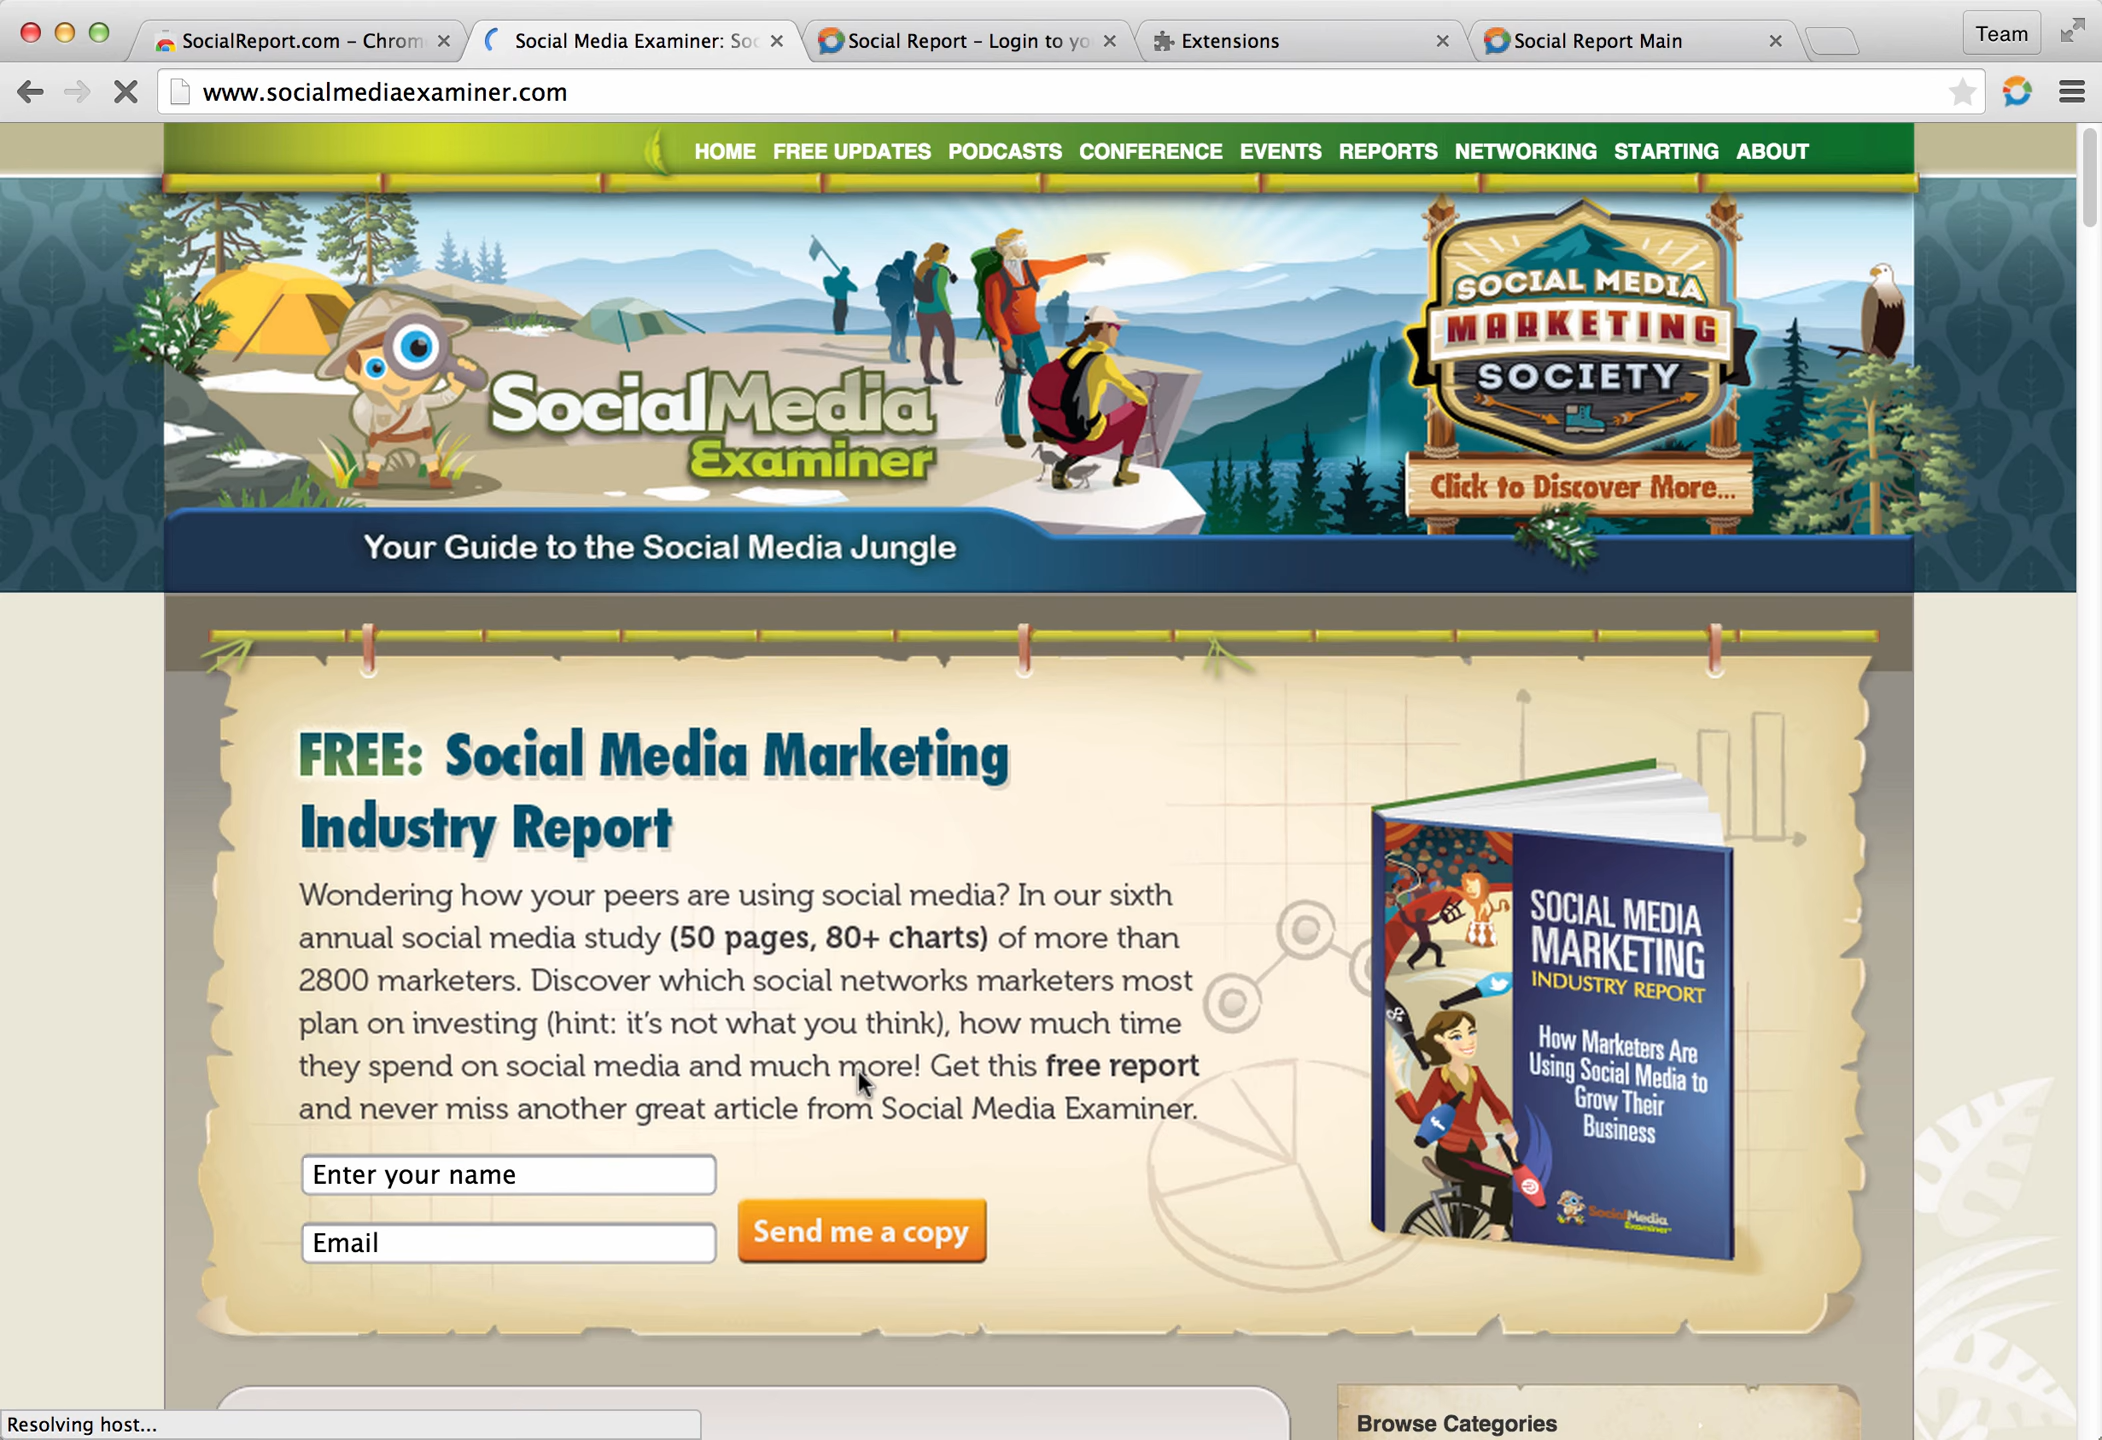 SocialReport.com – Chrom
Social Media Examiner: Soc
Social Report – Login to yo
Extensions
Social Report Main
Team
www.socialmediaexaminer.com
HOME FREE UPDATES PODCASTS CONFERENCE EVENTS REPORTS NETWORKING STARTING ABOUT
SOCIAL MEDIA
MARKETING
SOCIETY
Click to Discover More...
SocialMedia
Examiner
Your Guide to the Social Media Jungle
FREE: Social Media Marketing
Industry Report
Wondering how your peers are using social media? In our sixth
annual social media study (50 pages, 80+ charts) of more than
2800 marketers. Discover which social networks marketers most
plan on investing (hint: it's not what you think), how much time
they spend on social media and much more! Get this free report
and never miss another great article from Social Media Examiner.
Enter your name
Email
Send me a copy
SOCIAL MEDIA
MARKETING
INDUSTRY REPORT
How Marketers Are
Using Social Media to
Grow Their
Business
SocialMedia
Examiner
Browse Categories
Resolving host...